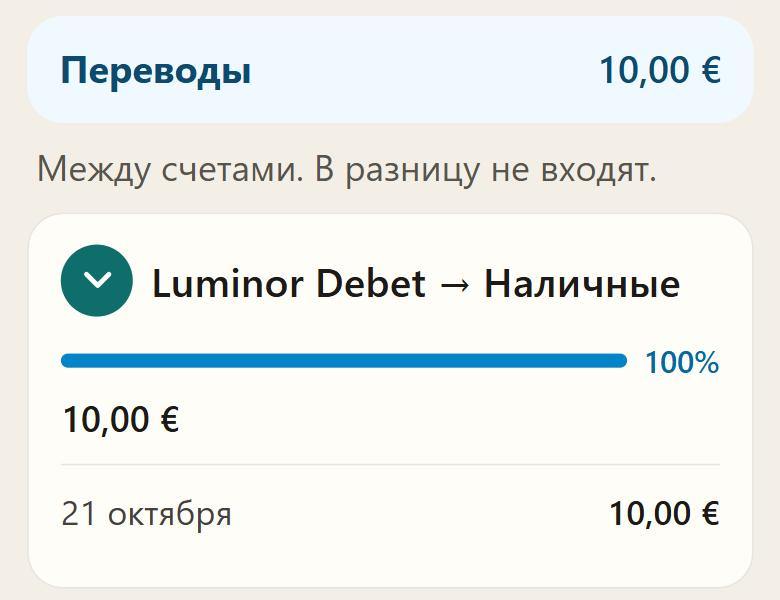 Переводы 10,00 €
Между счетами. В разницу не входят.
Luminor Debet → Наличные
100%
10,00 €
21 октября 10,00 €